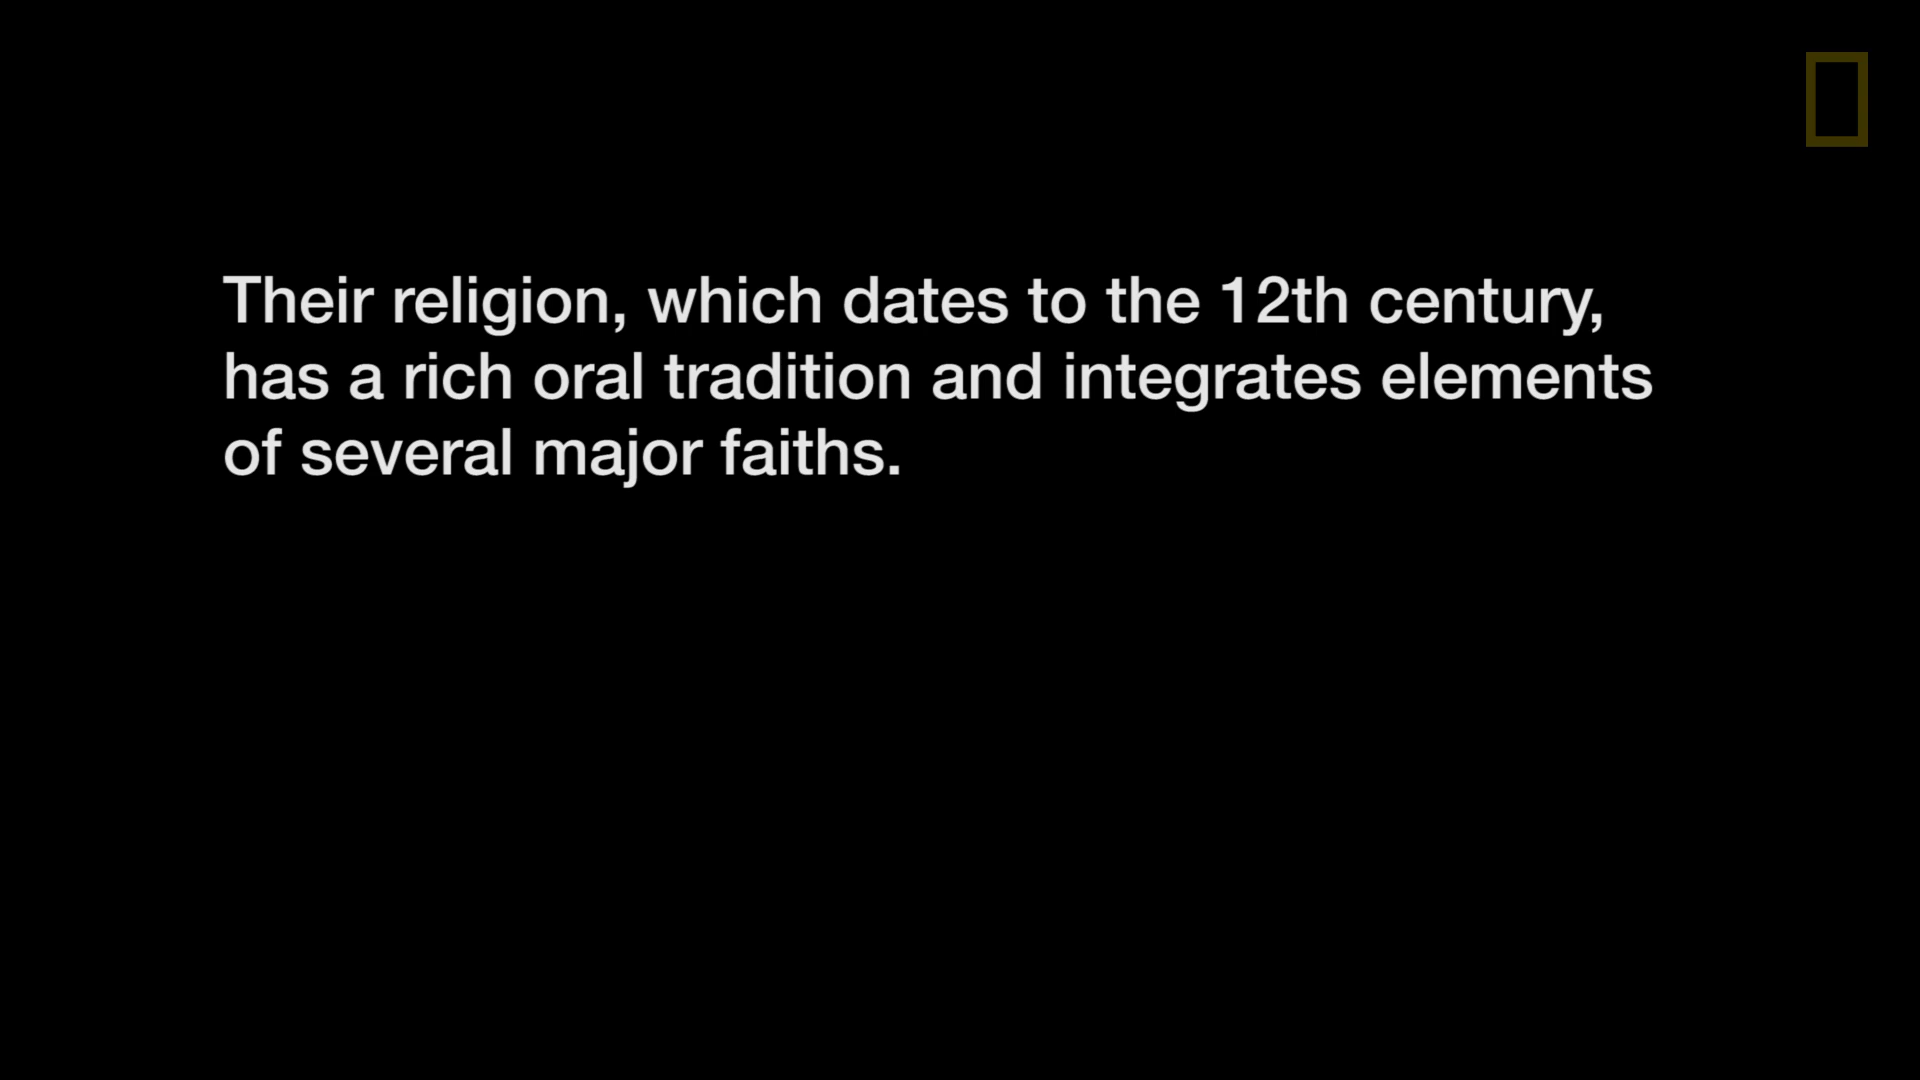 Their religion, which dates to the 12th century,
has a rich oral tradition and integrates elements
of several major faiths.